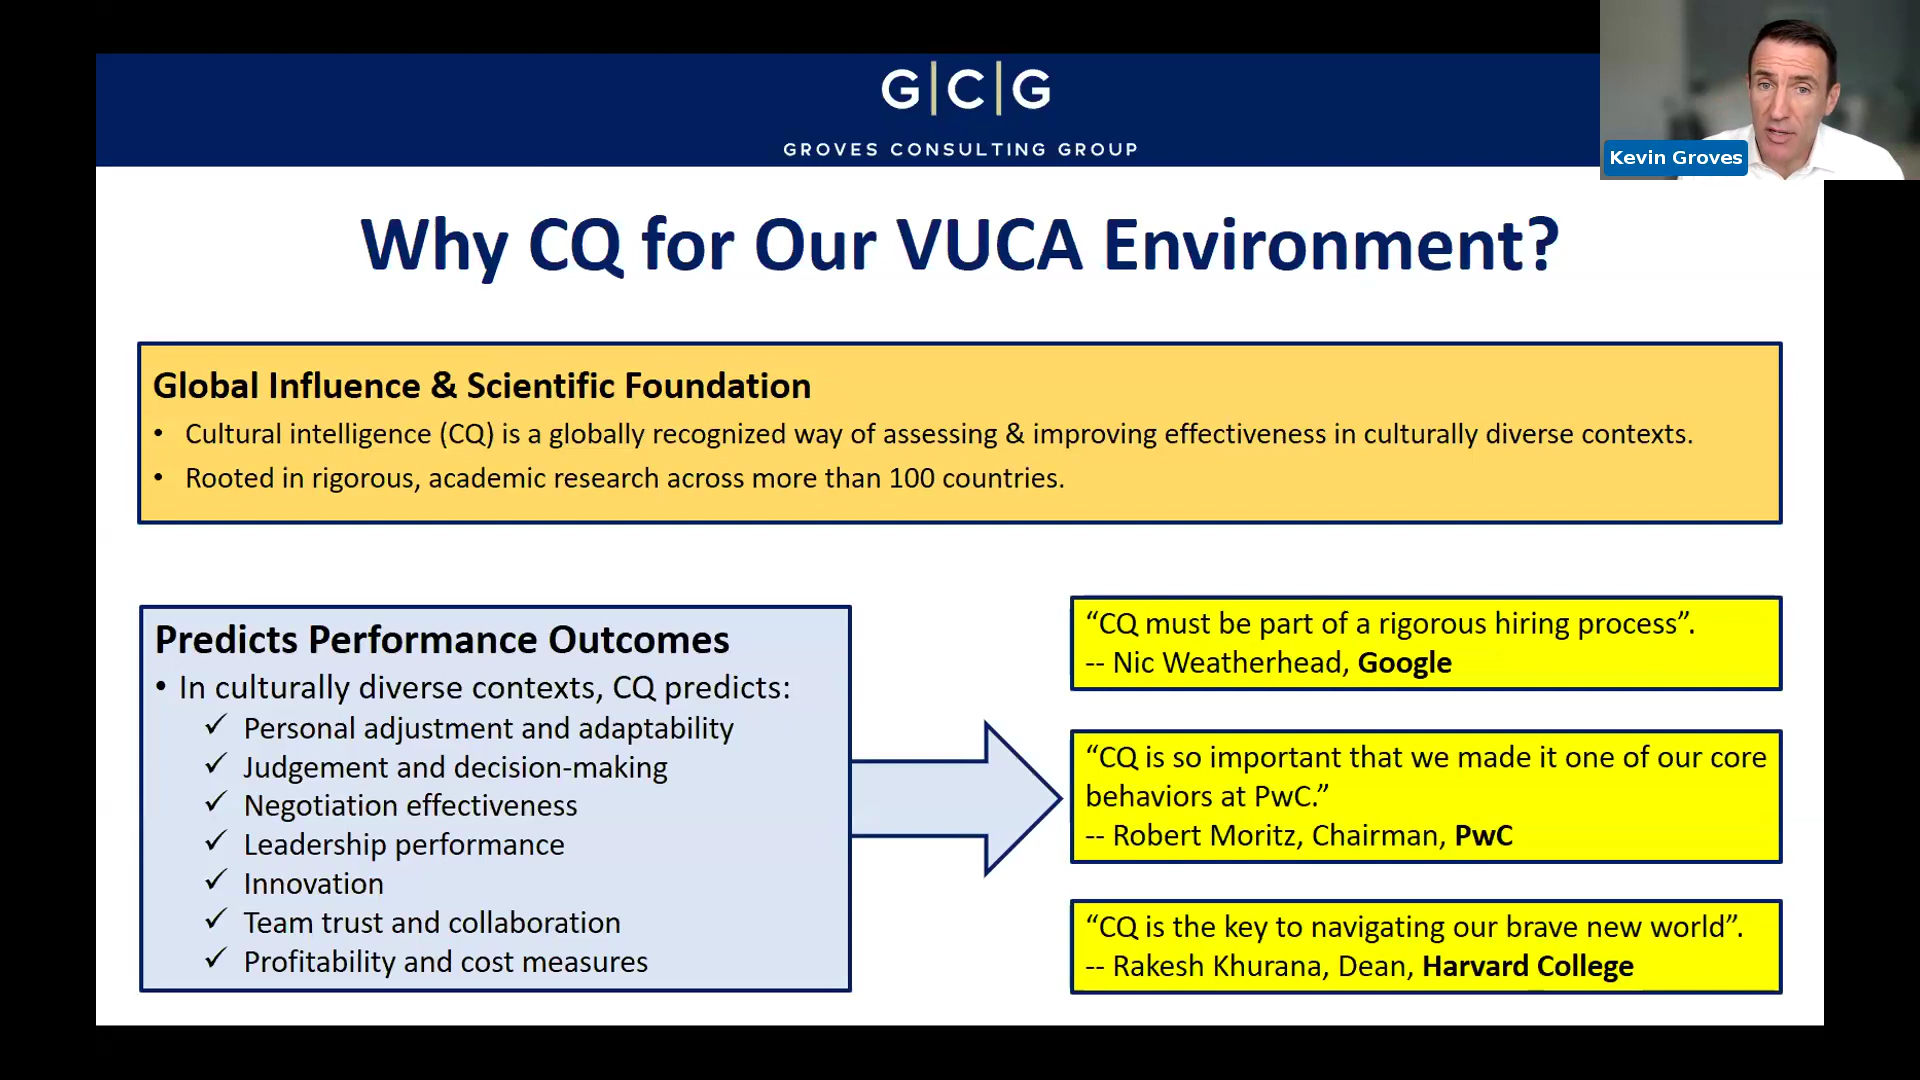 G|C|G
GROVES CONSULTING GROUP
Kevin Groves
Why CQ for Our VUCA Environment?
Global Influence & Scientific Foundation
• Cultural intelligence (CQ) is a globally recognized way of assessing & improving effectiveness in culturally diverse contexts.
• Rooted in rigorous, academic research across more than 100 countries.
Predicts Performance Outcomes
• In culturally diverse contexts, CQ predicts:
✓ Personal adjustment and adaptability
✓ Judgement and decision-making
✓ Negotiation effectiveness
✓ Leadership performance
✓ Innovation
✓ Team trust and collaboration
✓ Profitability and cost measures
“CQ must be part of a rigorous hiring process”.
-- Nic Weatherhead, Google
“CQ is so important that we made it one of our core
behaviors at PwC.”
-- Robert Moritz, Chairman, PwC
“CQ is the key to navigating our brave new world”.
-- Rakesh Khurana, Dean, Harvard College